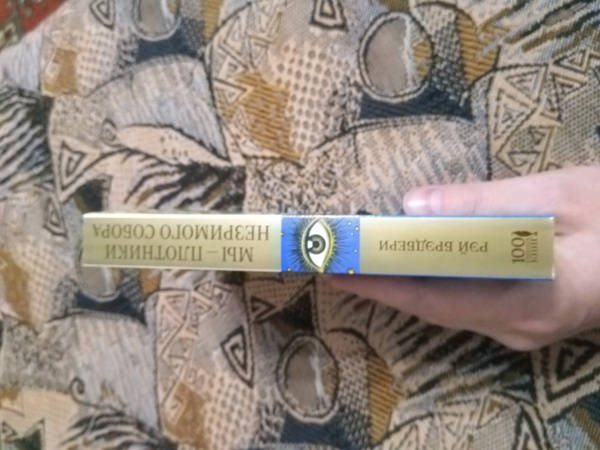 100
РЭЙ БРЭДБЕРИ
МЫ – ПЛОТНИКИ
НЕЗРИМОГО СОБОРА